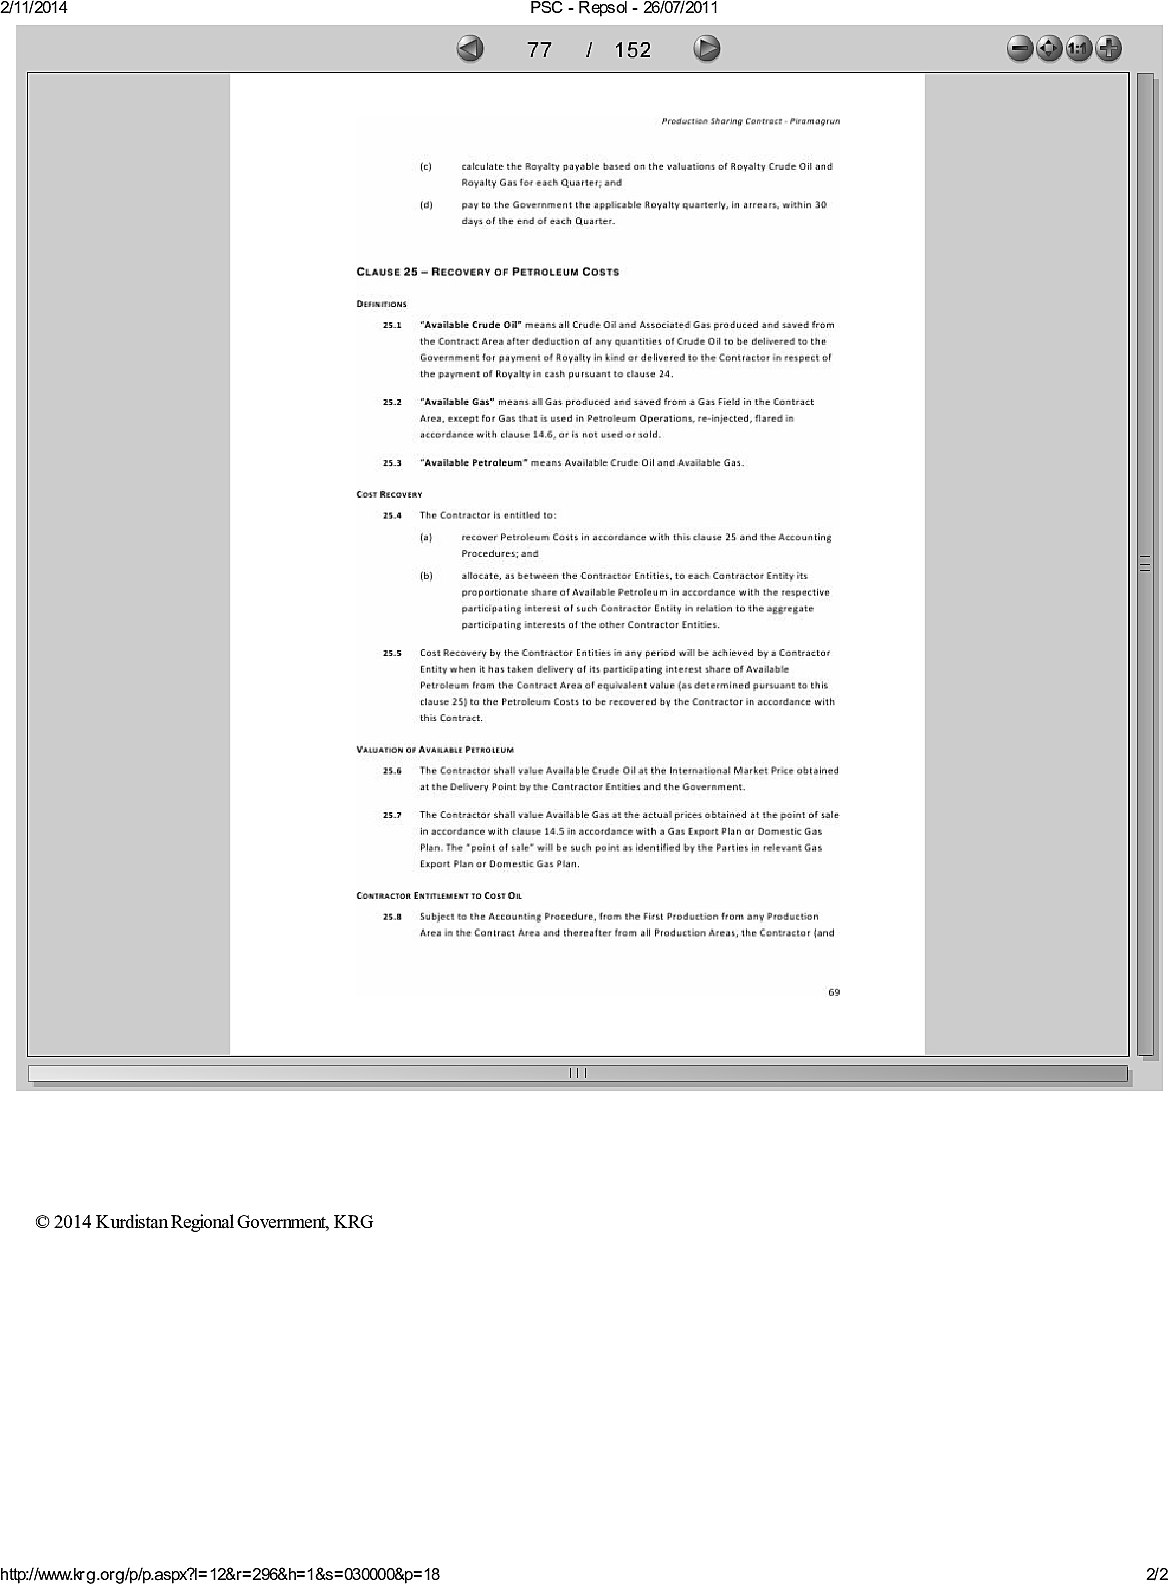 2/11/2014 PSC - Repsol - 26/07/2011
77 / 152
1:1
Production Sharing Contract - Piramagrun
(c) calculate the Royalty payable based on the valuations of Royalty Crude Oil and
Royalty Gas for each Quarter; and
(d) pay to the Government the applicable Royalty quarterly, in arrears, within 30
days of the end of each Quarter.
CLAUSE 25 – RECOVERY OF PETROLEUM COSTS
DEFINITIONS
25.1 "Available Crude Oil" means all Crude Oil and Associated Gas produced and saved from
the Contract Area after deduction of any quantities of Crude Oil to be delivered to the
Government for payment of Royalty in kind or delivered to the Contractor in respect of
the payment of Royalty in cash pursuant to clause 24.
25.2 "Available Gas" means all Gas produced and saved from a Gas Field in the Contract
Area, except for Gas that is used in Petroleum Operations, re-injected, flared in
accordance with clause 14.6, or is not used or sold.
25.3 "Available Petroleum" means Available Crude Oil and Available Gas.
COST RECOVERY
25.4 The Contractor is entitled to:
(a) recover Petroleum Costs in accordance with this clause 25 and the Accounting
Procedures; and
(b) allocate, as between the Contractor Entities, to each Contractor Entity its
proportionate share of Available Petroleum in accordance with the respective
participating interest of such Contractor Entity in relation to the aggregate
participating interests of the other Contractor Entities.
25.5 Cost Recovery by the Contractor Entities in any period will be achieved by a Contractor
Entity when it has taken delivery of its participating interest share of Available
Petroleum from the Contract Area of equivalent value (as determined pursuant to this
clause 25) to the Petroleum Costs to be recovered by the Contractor in accordance with
this Contract.
VALUATION OF AVAILABLE PETROLEUM
25.6 The Contractor shall value Available Crude Oil at the International Market Price obtained
at the Delivery Point by the Contractor Entities and the Government.
25.7 The Contractor shall value Available Gas at the actual prices obtained at the point of sale
in accordance with clause 14.5 in accordance with a Gas Export Plan or Domestic Gas
Plan. The "point of sale" will be such point as identified by the Parties in relevant Gas
Export Plan or Domestic Gas Plan.
CONTRACTOR ENTITLEMENT TO COST OIL
25.8 Subject to the Accounting Procedure, from the First Production from any Production
Area in the Contract Area and thereafter from all Production Areas, the Contractor (and
69
© 2014 Kurdistan Regional Government, KRG
http://www.krg.org/p/p.aspx?l=12&r=296&h=1&s=030000&p=18 2/2